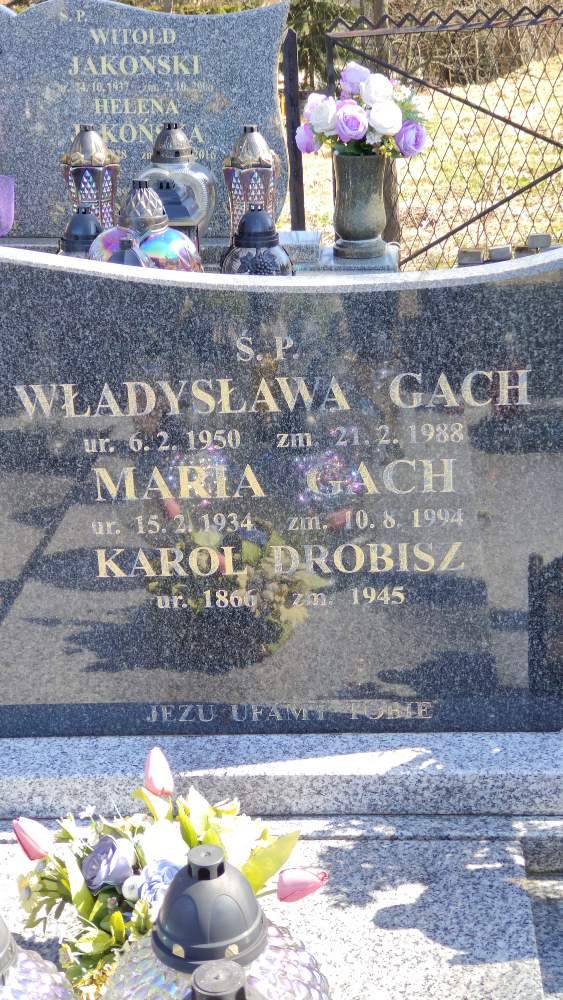 Ś. P.
WITOLD
JAKOŃSKI
HELENA
2016
Ś. P.
WŁADYSŁAWA GACH
ur. 6. 2. 1950 zm. 21. 2. 1988
MARIA GACH
ur. 15. 2. 1934 zm. 10. 8. 1994
KAROL DROBISZ
ur. 1866 zm. 1945
JEZU UFAMY TOBIE